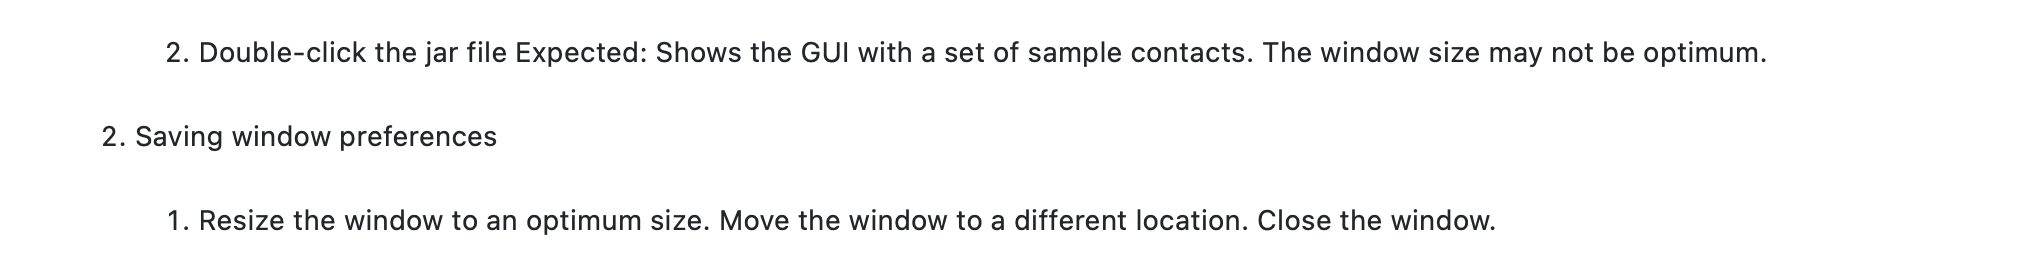 2. Double-click the jar file Expected: Shows the GUI with a set of sample contacts. The window size may not be optimum.
2. Saving window preferences
1. Resize the window to an optimum size. Move the window to a different location. Close the window.